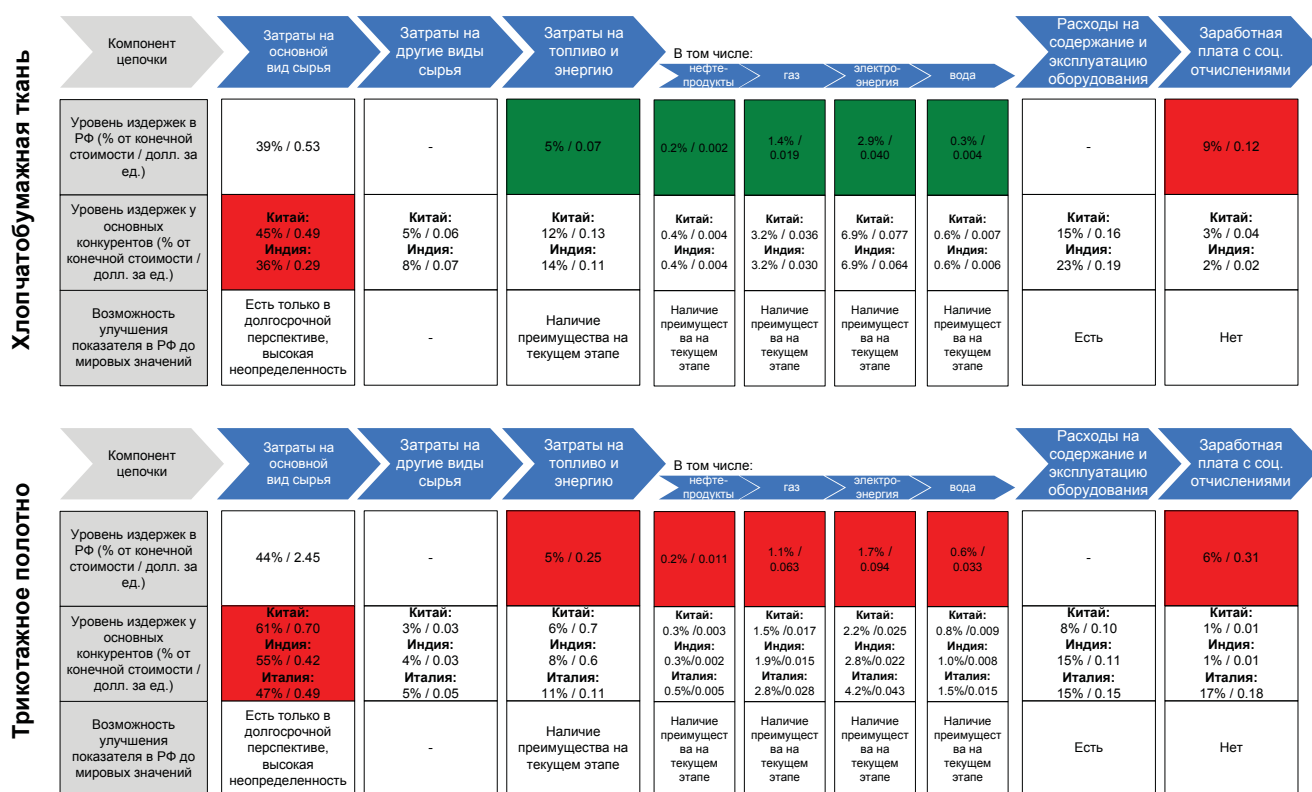 Хлопчатобумажная ткань
Компонент
цепочки
Затраты на
основной
вид сырья
Затраты на
другие виды
сырья
Затраты на
топливо и
энергию
В том числе:
нефте-
продукты
газ
электро-
энергия
вода
Расходы на
содержание и
эксплуатацию
оборудования
Заработная
плата с соц.
отчислениями
Уровень издержек в
РФ (% от конечной
стоимости / долл. за
ед.)
39% / 0.53
-
5% / 0.07
0.2% / 0.002
1.4% /
0.019
2.9% /
0.040
0.3% /
0.004
-
9% / 0.12
Уровень издержек у
основных
конкурентов (% от
конечной стоимости /
долл. за ед.)
Китай:
45% / 0.49
Индия:
36% / 0.29
Китай:
5% / 0.06
Индия:
8% / 0.07
Китай:
12% / 0.13
Индия:
14% / 0.11
Китай:
0.4% / 0.004
Индия:
0.4% / 0.004
Китай:
3.2% / 0.036
Индия:
3.2% / 0.030
Китай:
6.9% / 0.077
Индия:
6.9% / 0.064
Китай:
0.6% / 0.007
Индия:
0.6% / 0.006
Китай:
15% / 0.16
Индия:
23% / 0.19
Китай:
3% / 0.04
Индия:
2% / 0.02
Возможность
улучшения
показателя в РФ до
мировых значений
Есть только в
долгосрочной
перспективе,
высокая
неопределенность
-
Наличие
преимущества на
текущем этапе
Наличие
преимущест
ва на
текущем
этапе
Наличие
преимущест
ва на
текущем
этапе
Наличие
преимущест
ва на
текущем
этапе
Наличие
преимущест
ва на
текущем
этапе
Есть
Нет
Трикотажное полотно
Компонент
цепочки
Затраты на
основной
вид сырья
Затраты на
другие виды
сырья
Затраты на
топливо и
энергию
В том числе:
нефте-
продукты
газ
электро-
энергия
вода
Расходы на
содержание и
эксплуатацию
оборудования
Заработная
плата с соц.
отчислениями
Уровень издержек в
РФ (% от конечной
стоимости / долл. за
ед.)
44% / 2.45
-
5% / 0.25
0.2% / 0.011
1.1% /
0.063
1.7% /
0.094
0.6% /
0.033
-
6% / 0.31
Уровень издержек у
основных
конкурентов (% от
конечной стоимости /
долл. за ед.)
Китай:
61% / 0.70
Индия:
55% / 0.42
Италия:
47% / 0.49
Китай:
3% / 0.03
Индия:
4% / 0.03
Италия:
5% / 0.05
Китай:
6% / 0.7
Индия:
8% / 0.6
Италия:
11% / 0.11
Китай:
0.3% /0.003
Индия:
0.3%/0.002
Италия:
0.5%/0.005
Китай:
1.5% /0.017
Индия:
1.9%/0.015
Италия:
2.8%/0.028
Китай:
2.2% /0.025
Индия:
2.8%/0.022
Италия:
4.2%/0.043
Китай:
0.8% /0.009
Индия:
1.0%/0.008
Италия:
1.5%/0.015
Китай:
8% / 0.10
Индия:
15% / 0.11
Италия:
15% / 0.15
Китай:
1% / 0.01
Индия:
1% / 0.01
Италия:
17% / 0.18
Возможность
улучшения
показателя в РФ до
мировых значений
Есть только в
долгосрочной
перспективе,
высокая
неопределенность
-
Наличие
преимущества на
текущем этапе
Наличие
преимущест
ва на
текущем
этапе
Наличие
преимущест
ва на
текущем
этапе
Наличие
преимущест
ва на
текущем
этапе
Наличие
преимущест
ва на
текущем
этапе
Есть
Нет